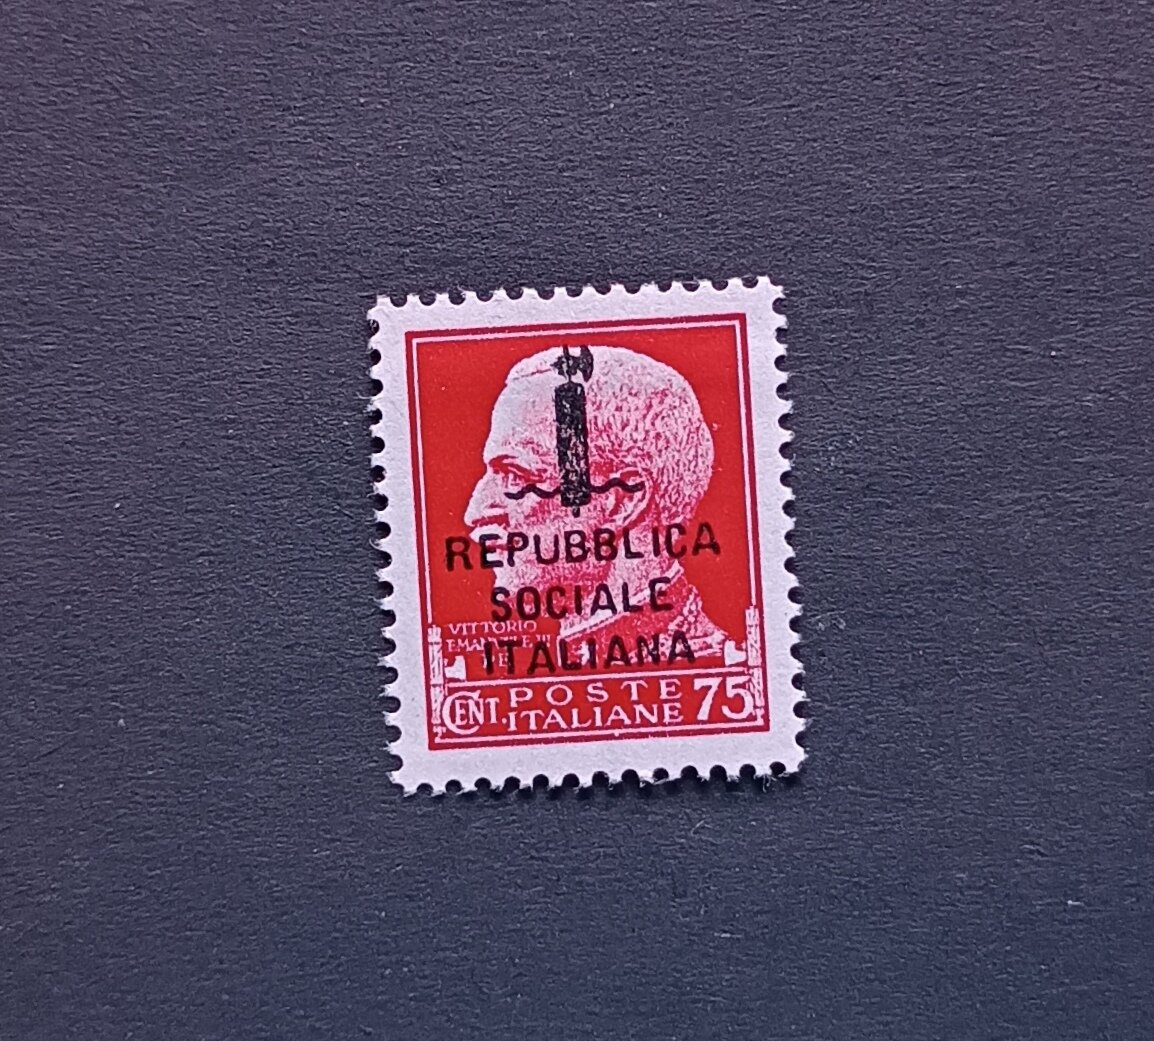 REPUBBLICA
SOCIALE
ITALIANA
VITTORIO
EMANUELE III
CENT. POSTE ITALIANE 75